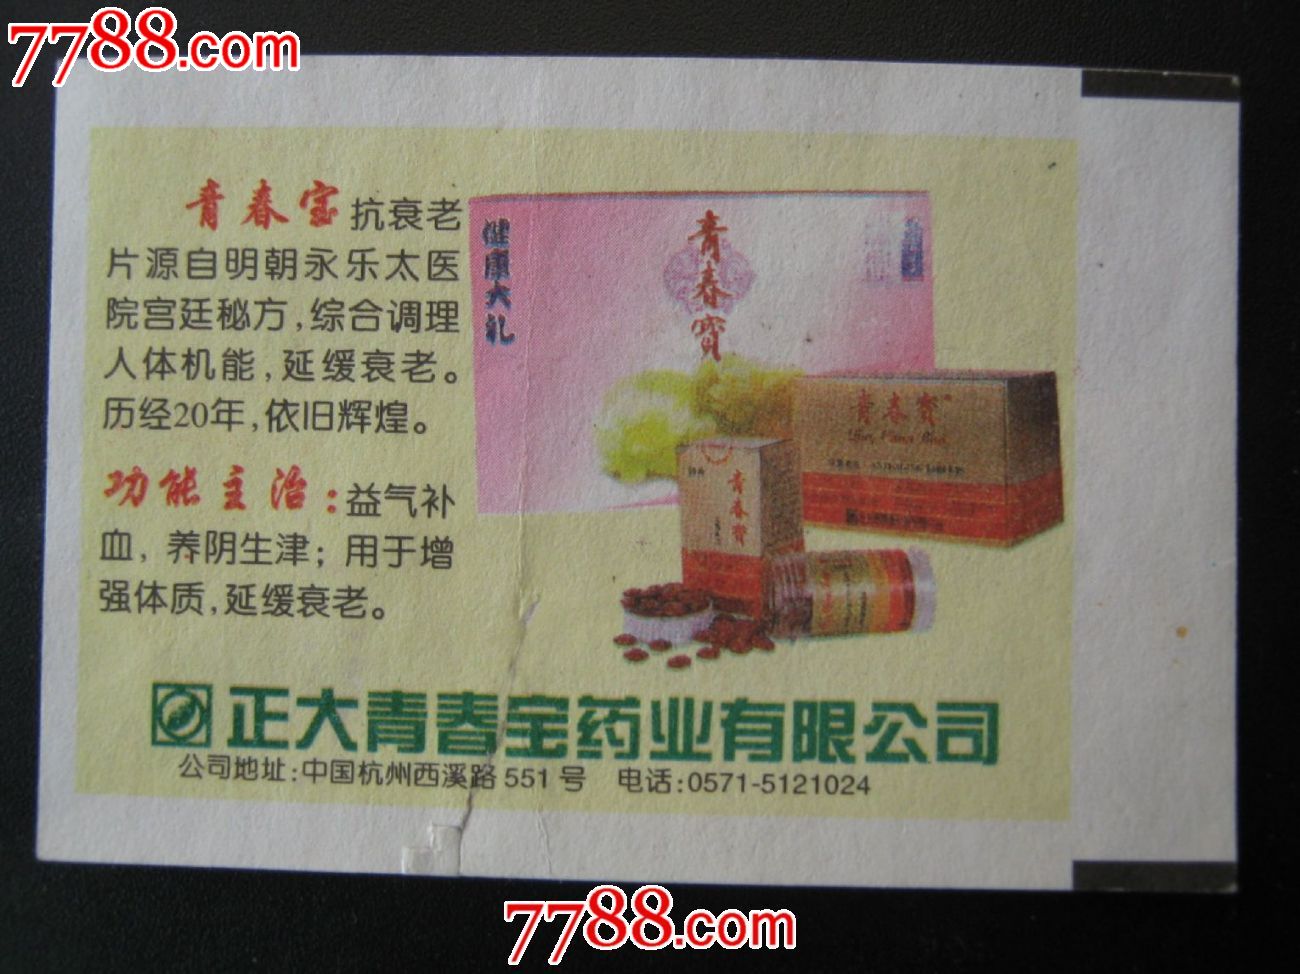 7788.com
青春宝抗衰老
片源自明朝永乐太医
院宫廷秘方，综合调理
人体机能，延缓衰老。
历经20年，依旧辉煌。
功能主治：益气补
血，养阴生津；用于增
强体质，延缓衰老。
健康大礼
青春寶
青春寶
青春寶
正大青春宝药业有限公司
公司地址：中国杭州西溪路 551 号 电话：0571-5121024
7788.com